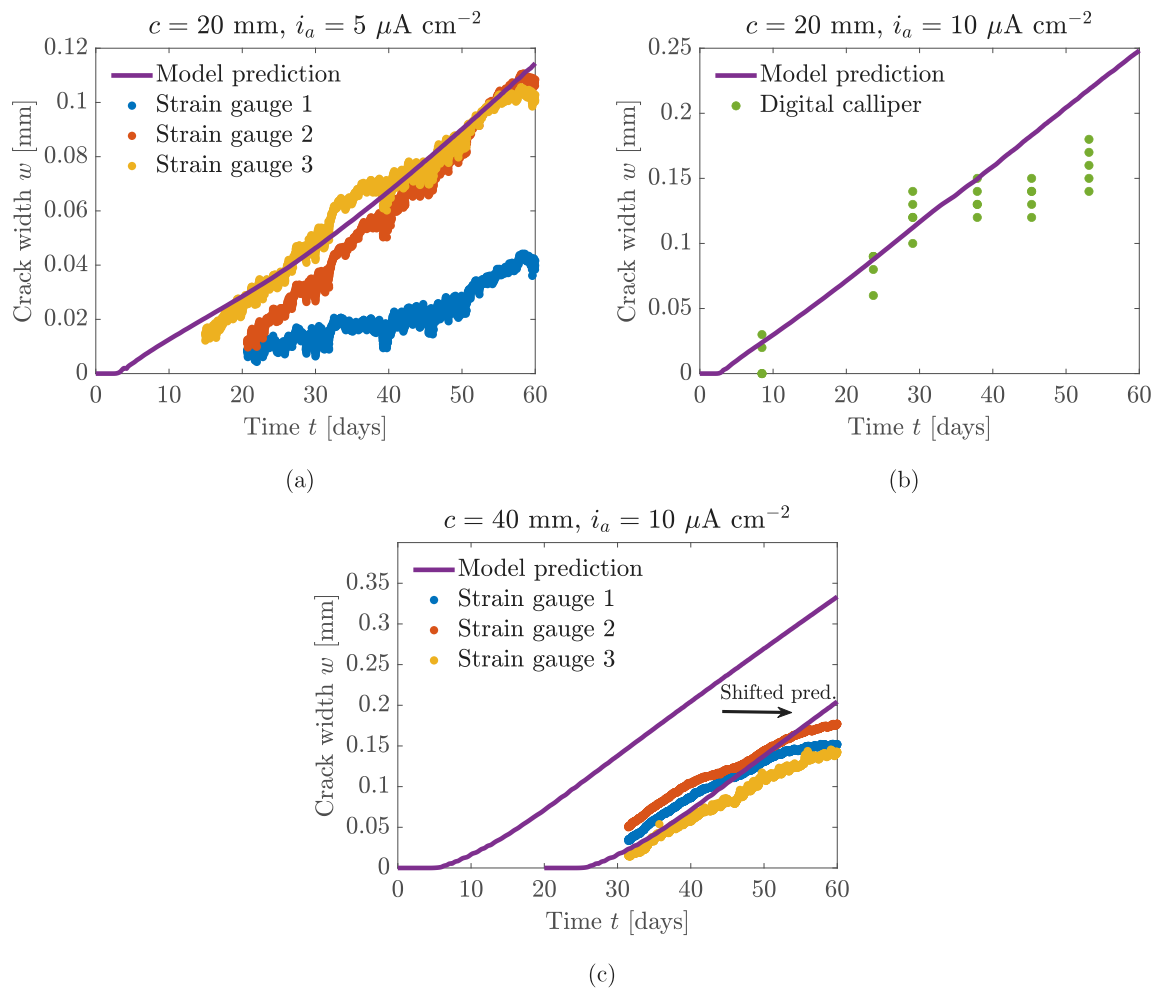 c = 20 mm, i_a = 5 μA cm⁻²
Crack width w [mm]
0.12
0.1
0.08
0.06
0.04
0.02
0
Model prediction
Strain gauge 1
Strain gauge 2
Strain gauge 3
0 10 20 30 40 50 60
Time t [days]
(a)
c = 20 mm, i_a = 10 μA cm⁻²
Crack width w [mm]
0.25
0.2
0.15
0.1
0.05
0
Model prediction
Digital calliper
0 10 20 30 40 50 60
Time t [days]
(b)
c = 40 mm, i_a = 10 μA cm⁻²
Crack width w [mm]
0.35
0.3
0.25
0.2
0.15
0.1
0.05
0
Model prediction
Strain gauge 1
Strain gauge 2
Strain gauge 3
Shifted pred.
0 10 20 30 40 50 60
Time t [days]
(c)